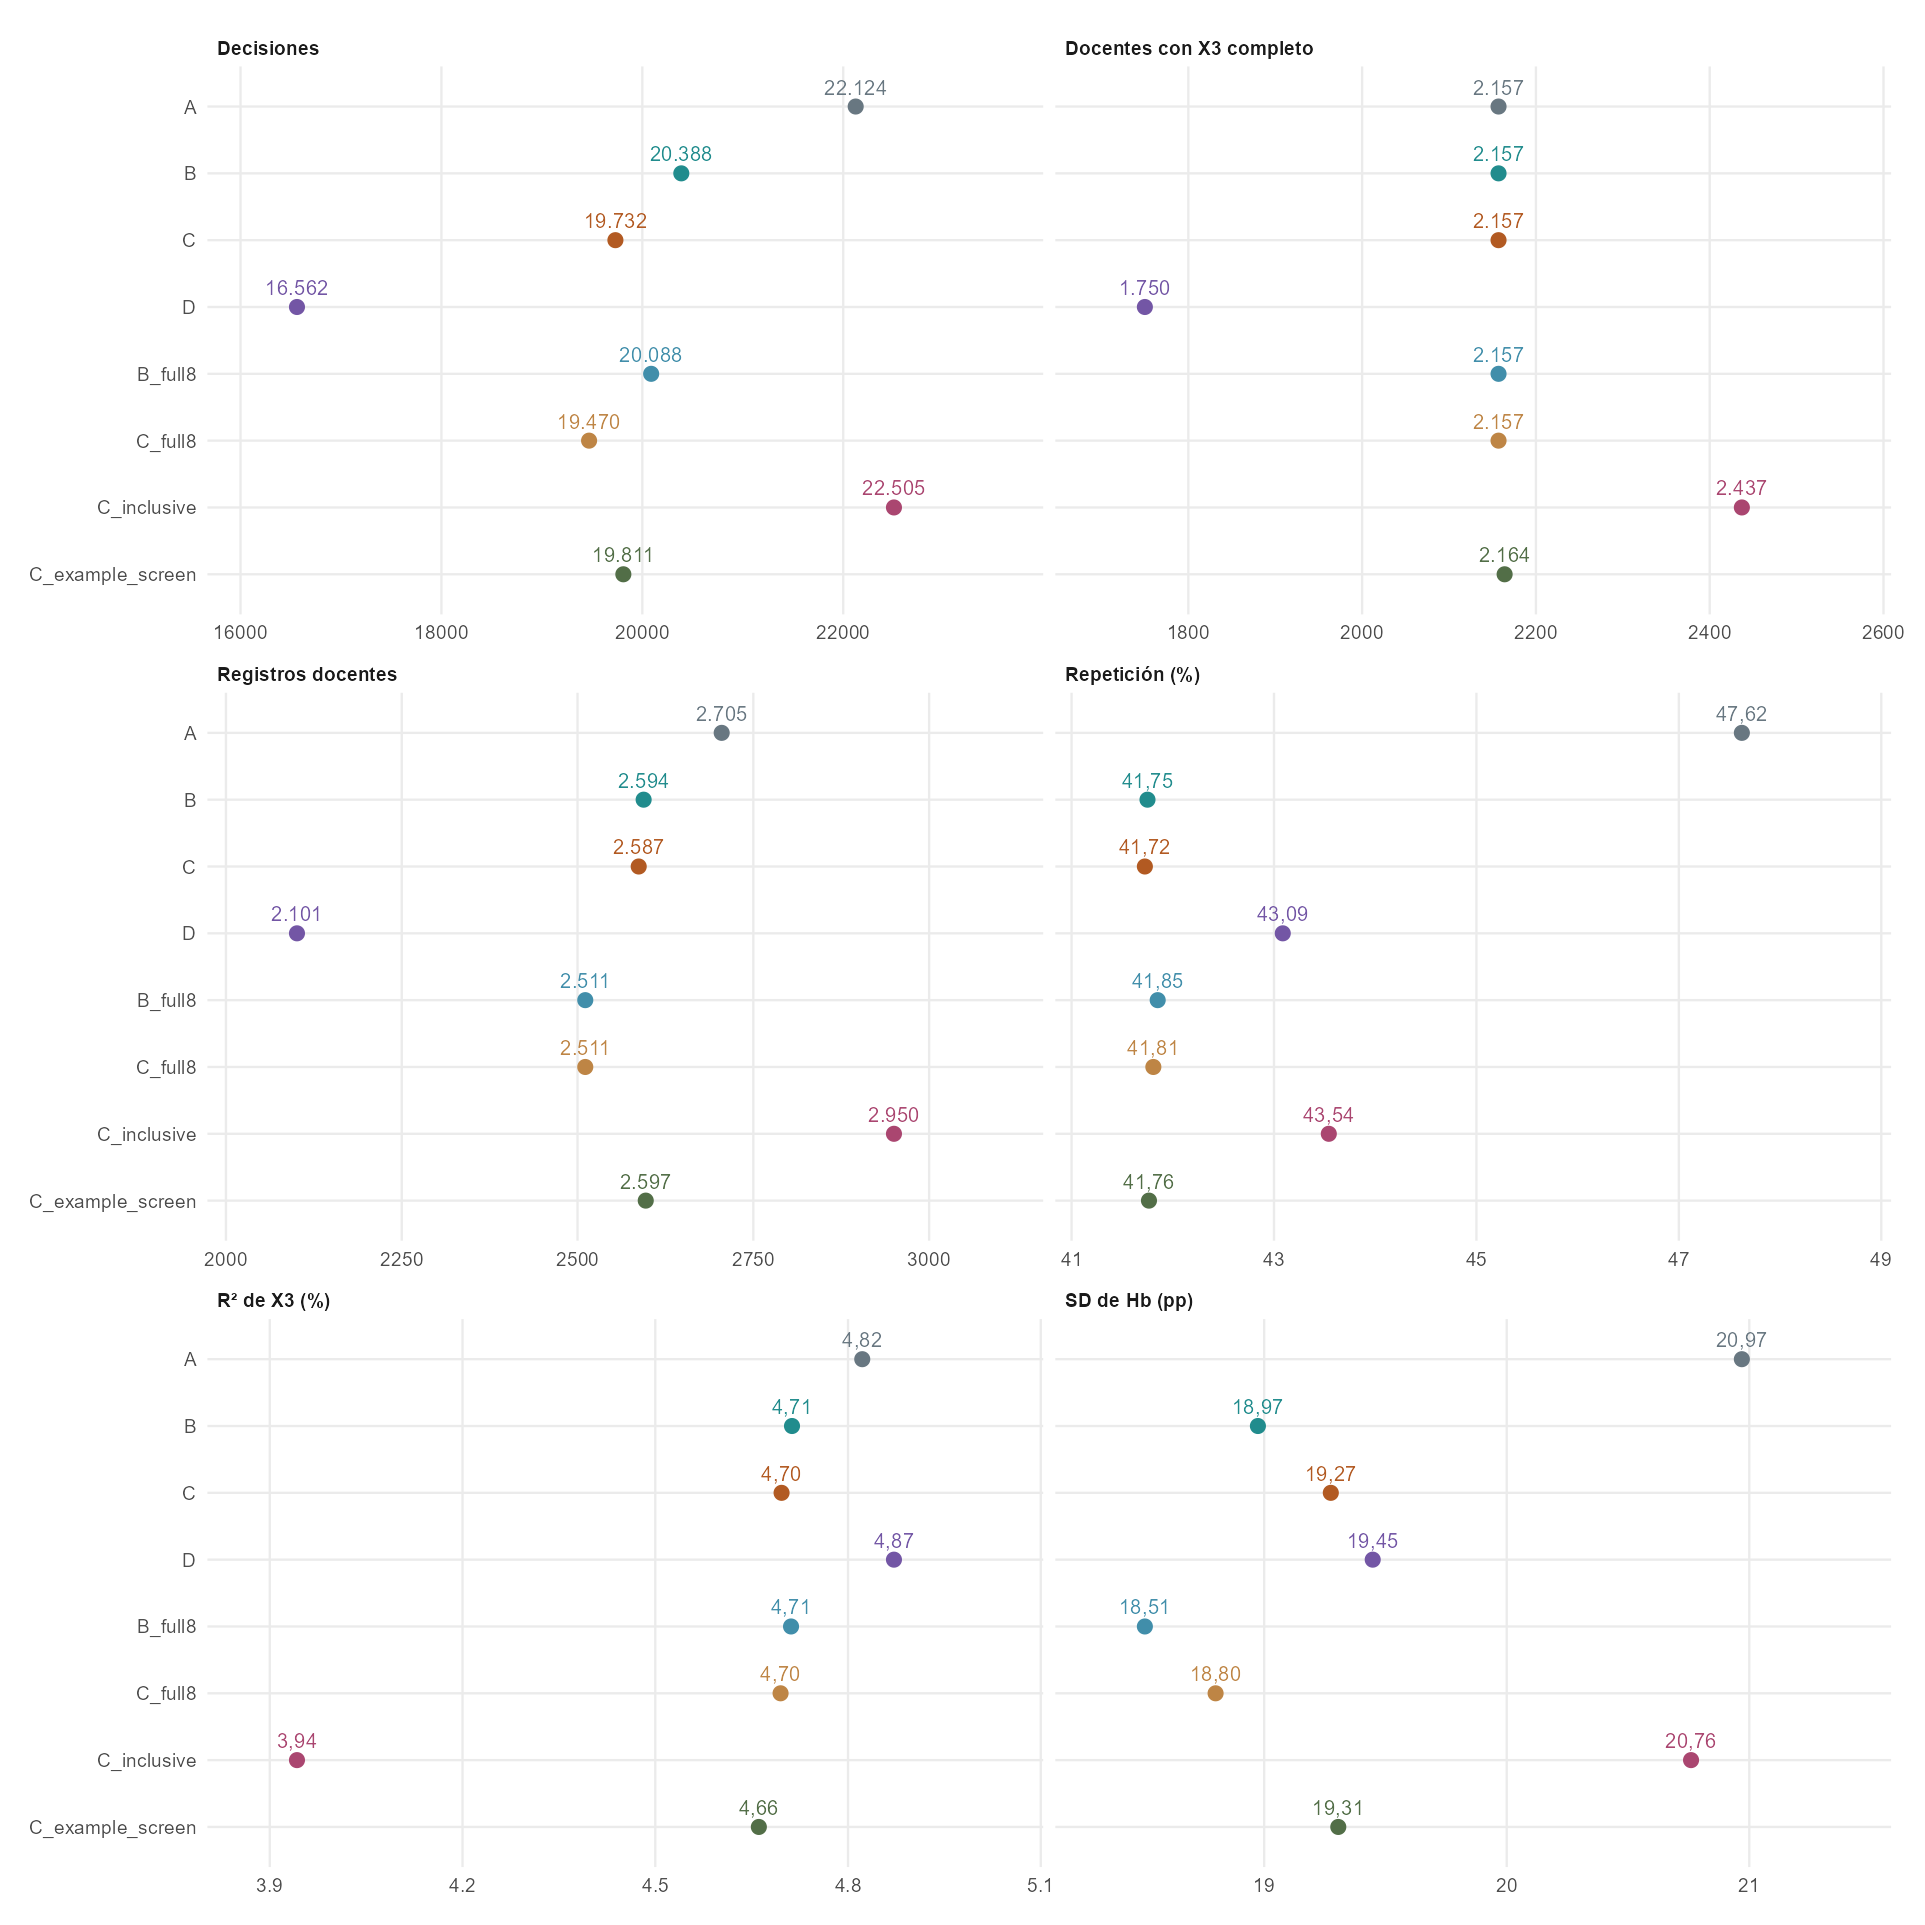 Decisiones
A 22.124
B 20.388
C 19.732
D 16.562
B_full8 20.088
C_full8 19.470
C_inclusive 22.505
C_example_screen 19.811
16000 18000 20000 22000
Docentes con X3 completo
2.157
2.157
2.157
1.750
2.157
2.157
2.437
2.164
1800 2000 2200 2400 2600
Registros docentes
A 2.705
B 2.594
C 2.587
D 2.101
B_full8 2.511
C_full8 2.511
C_inclusive 2.950
C_example_screen 2.597
2000 2250 2500 2750 3000
Repetición (%)
47,62
41,75
41,72
43,09
41,85
41,81
43,54
41,76
41 43 45 47 49
R² de X3 (%)
A 4,82
B 4,71
C 4,70
D 4,87
B_full8 4,71
C_full8 4,70
C_inclusive 3,94
C_example_screen 4,66
3.9 4.2 4.5 4.8 5.1
SD de Hb (pp)
20,97
18,97
19,27
19,45
18,51
18,80
20,76
19,31
19 20 21